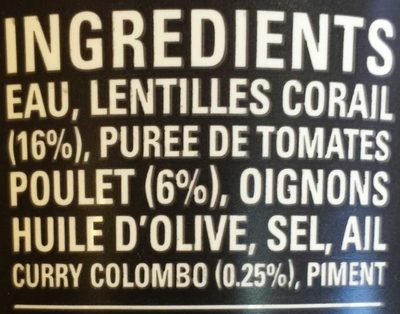 INGREDIENTS
EAU, LENTILLES CORAIL
(16%), PUREE DE TOMATES
POULET (6%), OIGNONS
HUILE D'OLIVE, SEL, AIL
CURRY COLOMBO (0.25%), PIMENT